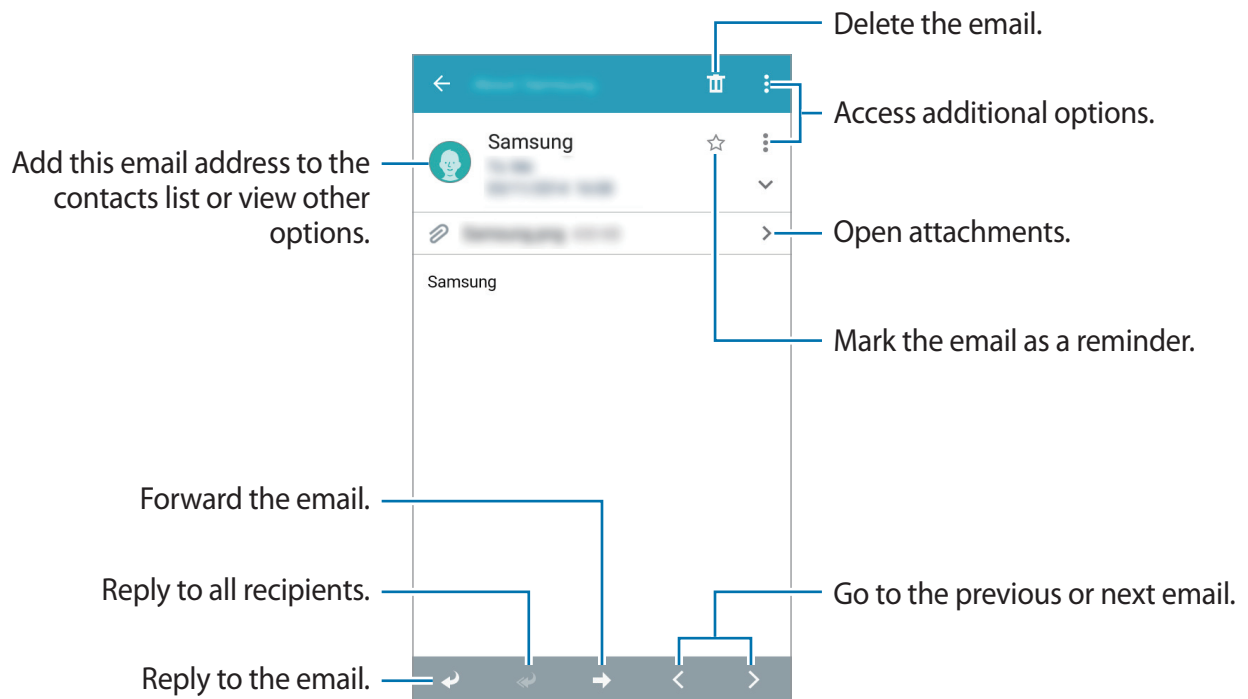 Delete the email.
Access additional options.
Samsung
Add this email address to the
contacts list or view other
options.
Open attachments.
Samsung
Mark the email as a reminder.
Forward the email.
Reply to all recipients.
Go to the previous or next email.
Reply to the email.